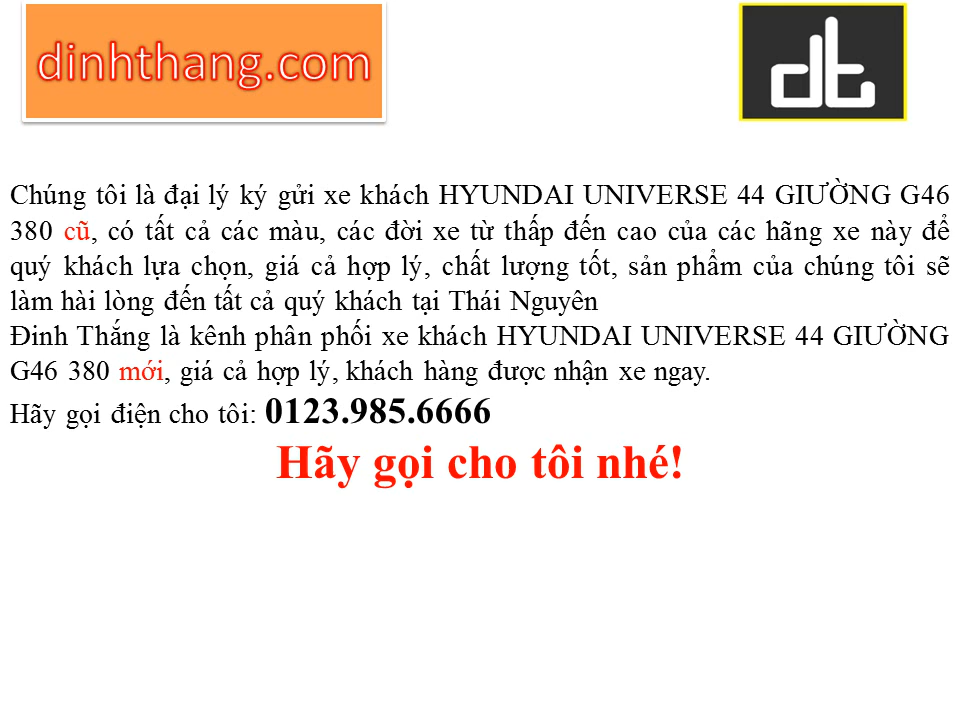 dinhthang.com
dt
Chúng tôi là đại lý ký gửi xe khách HYUNDAI UNIVERSE 44 GIƯỜNG G46
380 cũ, có tất cả các màu, các đời xe từ thấp đến cao của các hãng xe này để
quý khách lựa chọn, giá cả hợp lý, chất lượng tốt, sản phẩm của chúng tôi sẽ
làm hài lòng đến tất cả quý khách tại Thái Nguyên
Đinh Thắng là kênh phân phối xe khách HYUNDAI UNIVERSE 44 GIƯỜNG
G46 380 mới, giá cả hợp lý, khách hàng được nhận xe ngay.
Hãy gọi điện cho tôi: 0123.985.6666
Hãy gọi cho tôi nhé!